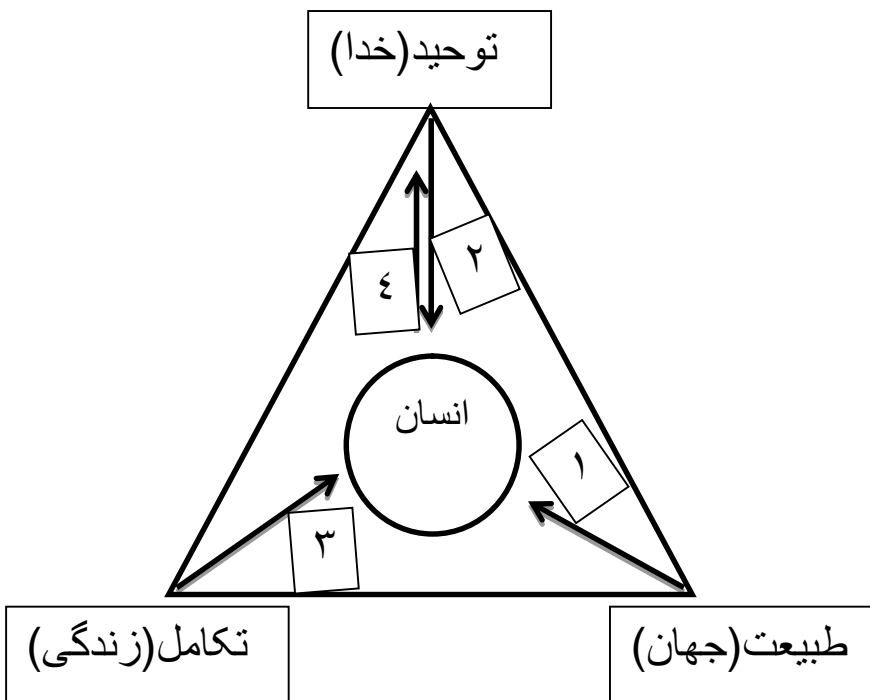 توحید(خدا)
۲
٤
انسان
۱
۳
طبیعت(جهان)
تکامل(زندگی)